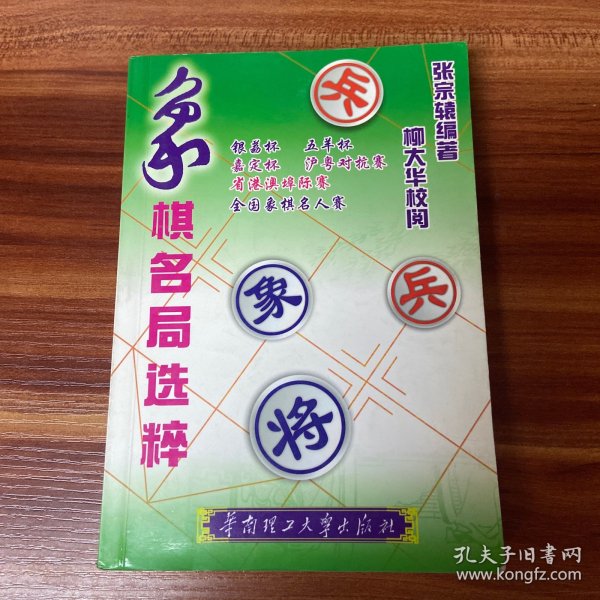 象棋名局选粹
张宗辕编著
柳大华校阅
银荔杯 五羊杯
嘉定杯 沪粤对抗赛
省港澳埠际赛
全国象棋名人赛
兵
象
兵
将
华南理工大学出版社
孔夫子旧书网
www.kongfz.com